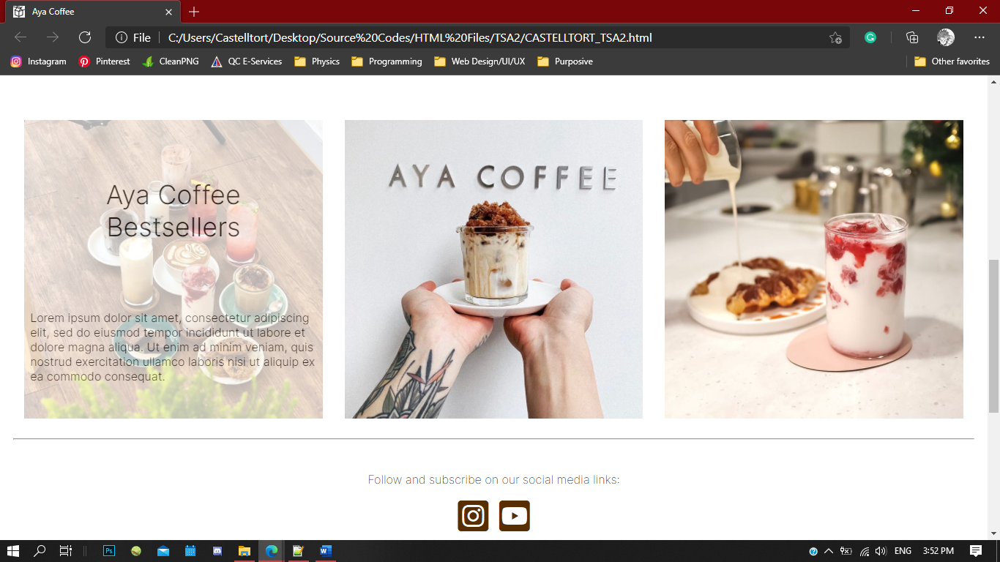 Aya Coffee
File
C:/Users/Castelltort/Desktop/Source%20Codes/HTML%20Files/TSA2/CASTELLTORT_TSA2.html
Instagram
Pinterest
CleanPNG
QC E-Services
Physics
Programming
Web Design/UI/UX
Purposive
Other favorites
Aya Coffee
Bestsellers
Lorem ipsum dolor sit amet, consectetur adipiscing
elit, sed do eiusmod tempor incididunt ut labore et
dolore magna aliqua. Ut enim ad minim veniam, quis
nostrud exercitation ullamco laboris nisi ut aliquip ex
ea commodo consequat.
AYA COFFEE
Follow and subscribe on our social media links:
Ps
W
ENG
3:52 PM